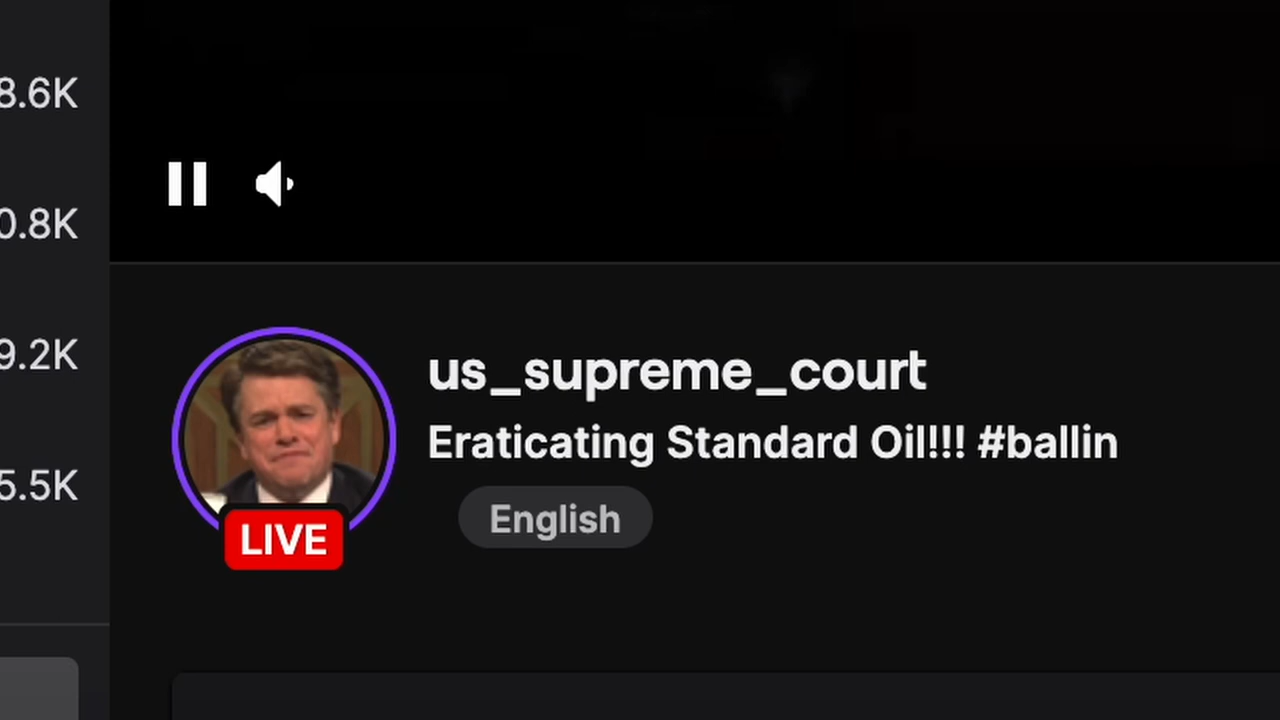 8.6K
0.8K
9.2K
5.5K
us_supreme_court
Eraticating Standard Oil!!! #ballin
English
LIVE